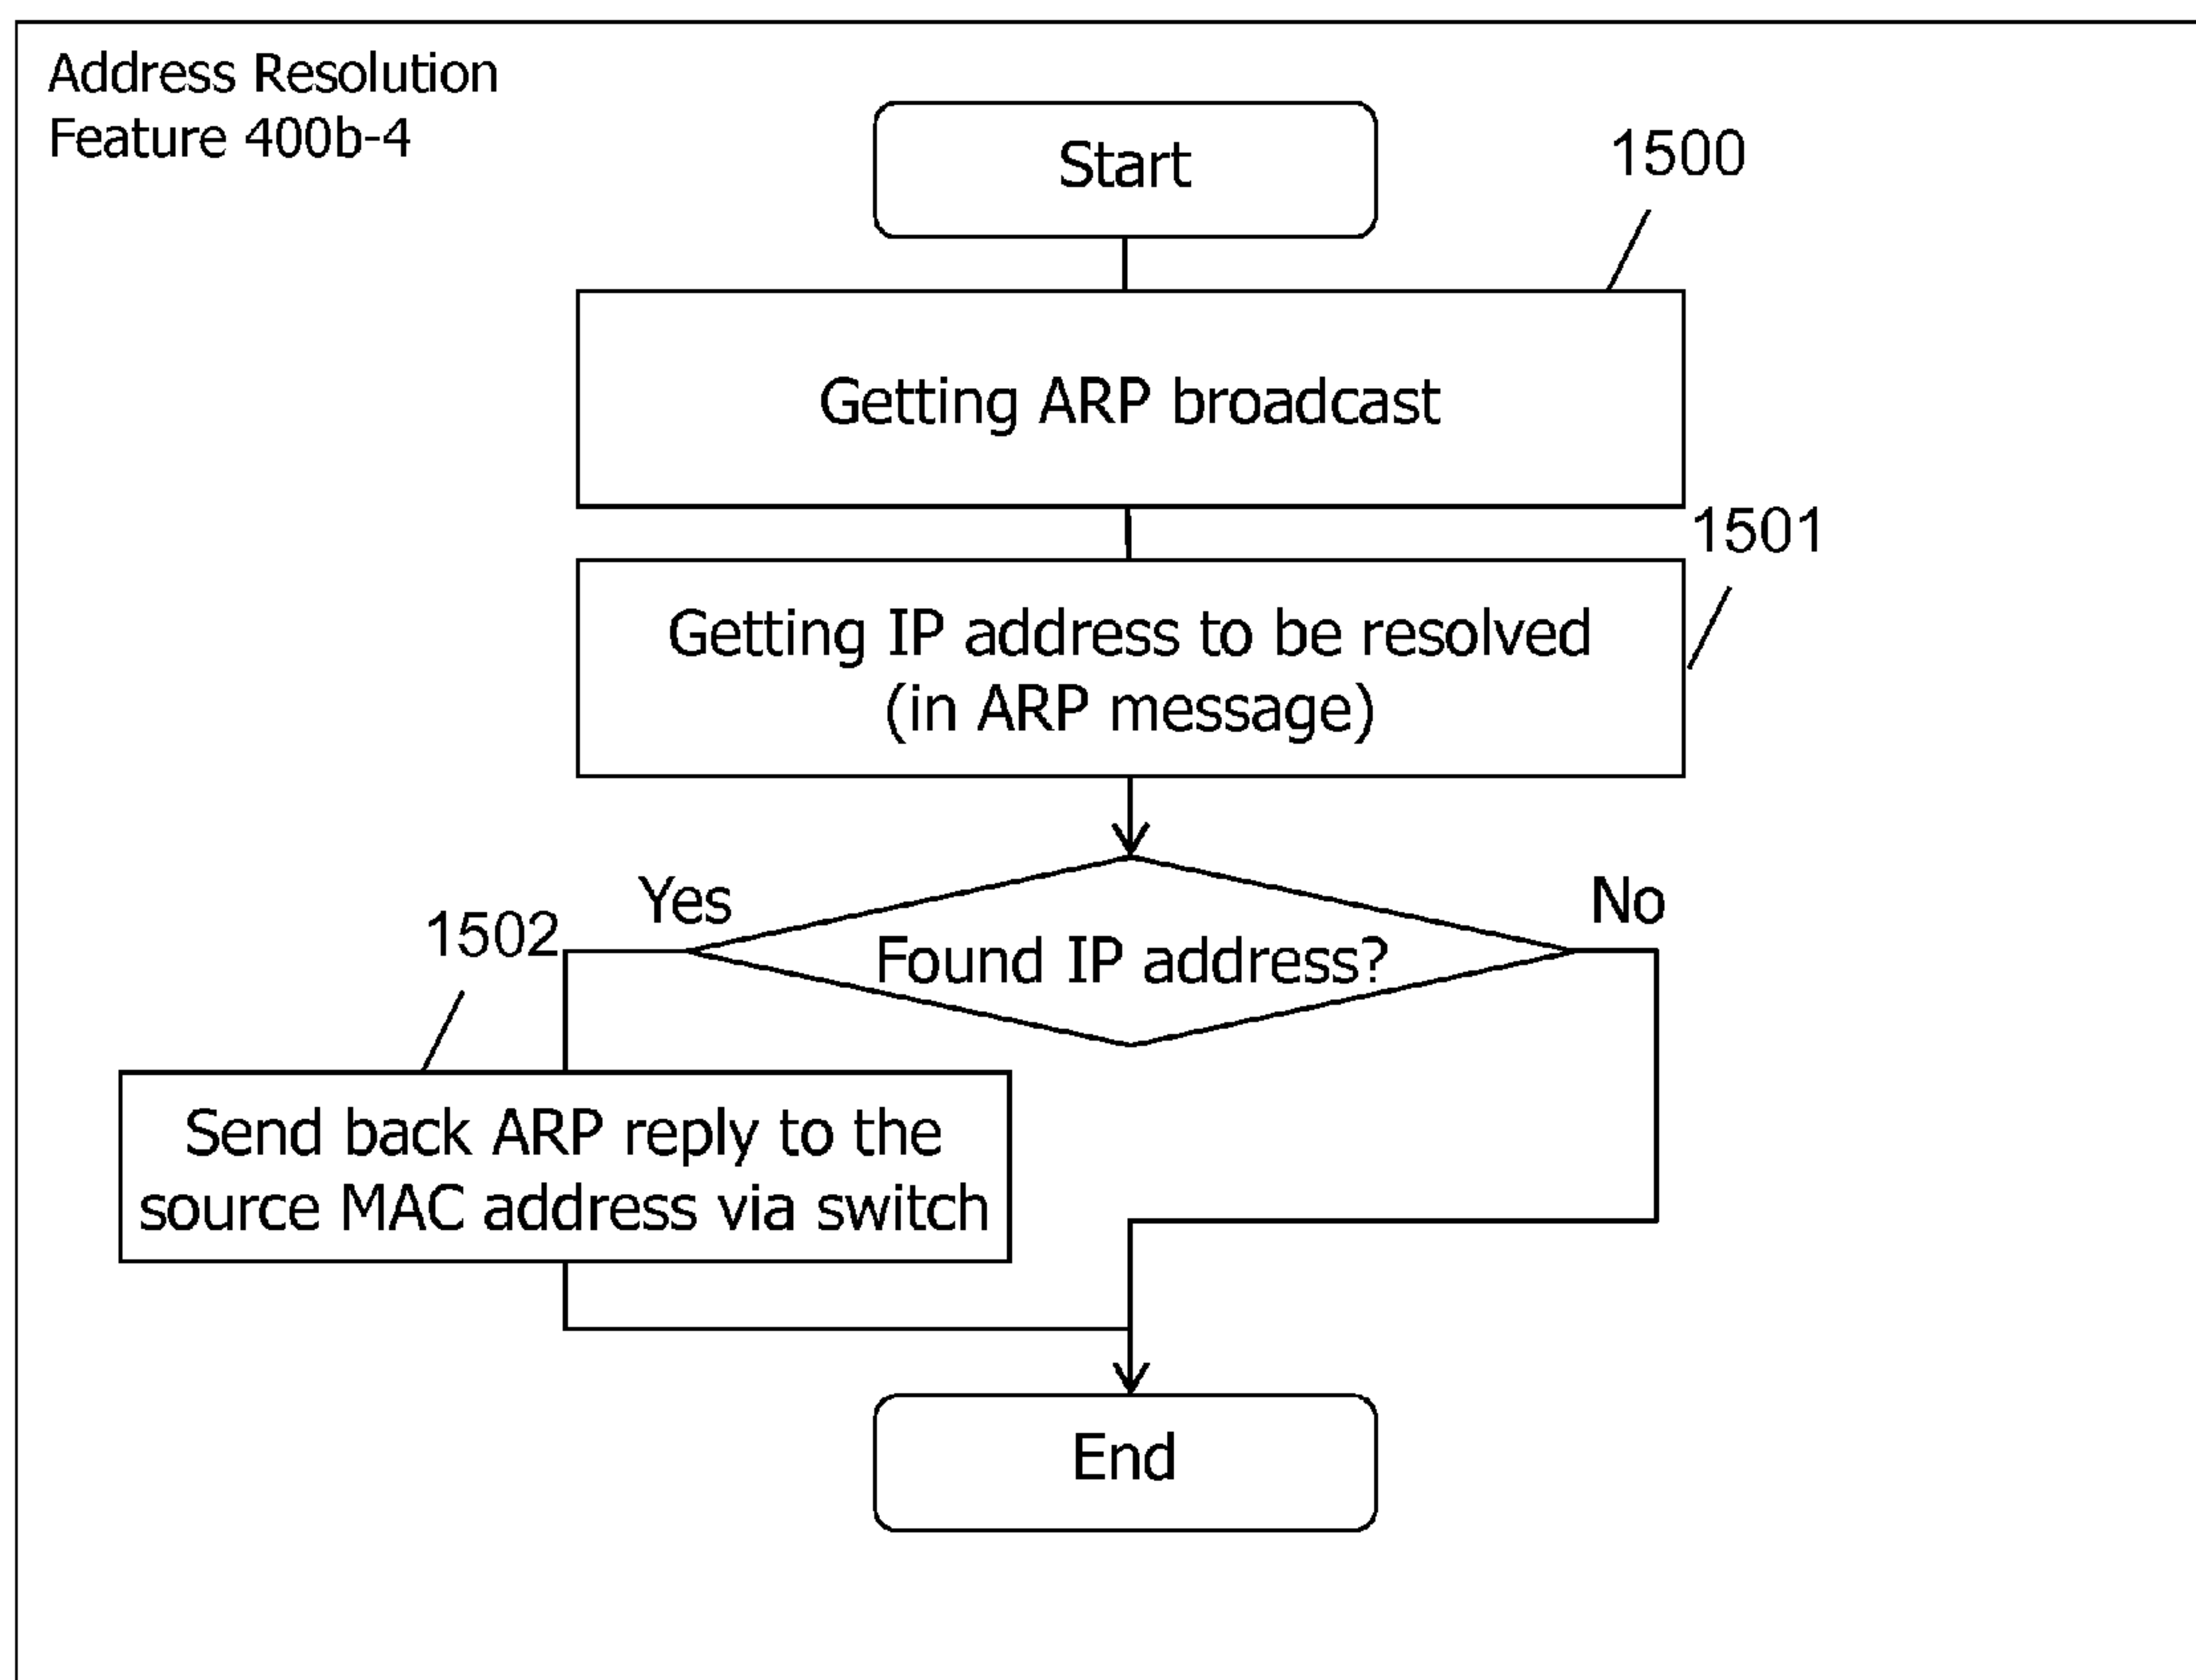 Address Resolution
Feature 400b-4
Start
1500
Getting ARP broadcast
1501
Getting IP address to be resolved
(in ARP message)
Yes
No
1502
Found IP address?
Send back ARP reply to the
source MAC address via switch
End